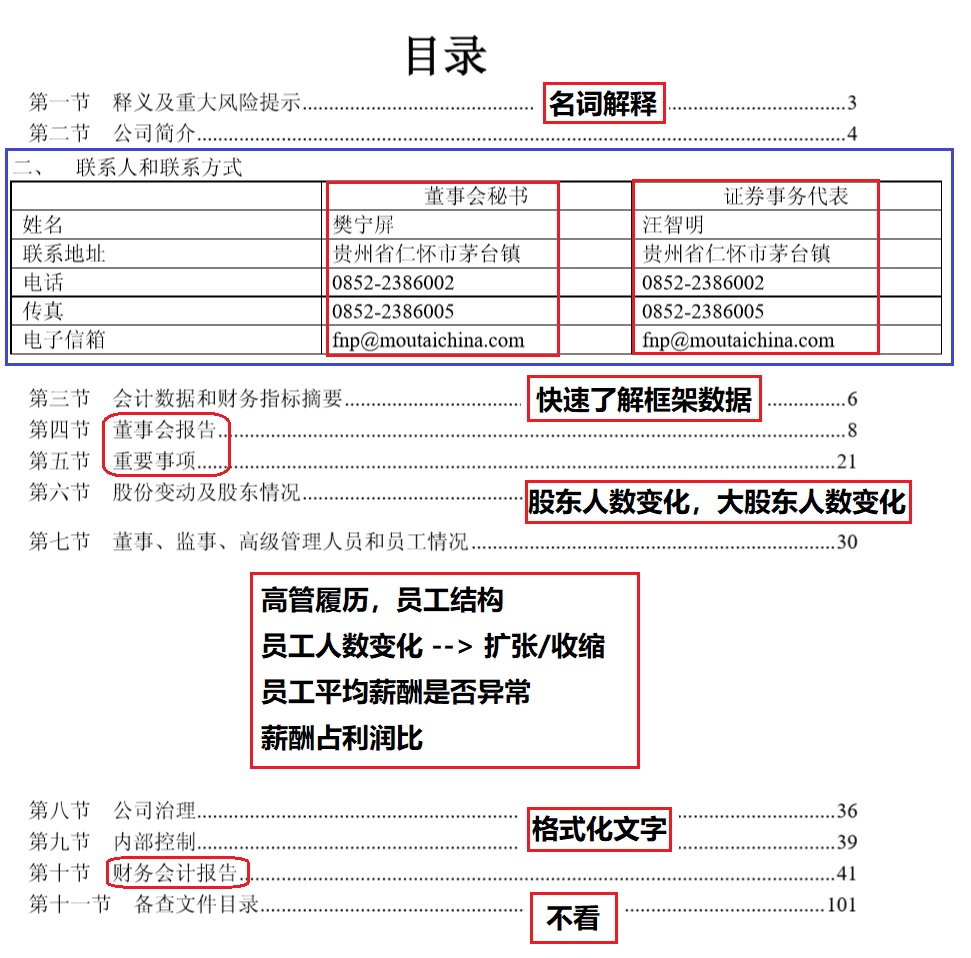 目录
第一节 释义及重大风险提示 名词解释 3
第二节 公司简介 4
二、 联系人和联系方式
董事会秘书 证券事务代表
姓名 樊宁屏 汪智明
联系地址 贵州省仁怀市茅台镇 贵州省仁怀市茅台镇
电话 0852-2386002 0852-2386002
传真 0852-2386005 0852-2386005
电子信箱 fnp@moutaichina.com fnp@moutaichina.com
第三节 会计数据和财务指标摘要 快速了解框架数据 6
第四节 董事会报告 8
第五节 重要事项 21
第六节 股份变动及股东情况 股东人数变化，大股东人数变化
第七节 董事、监事、高级管理人员和员工情况 30
高管履历，员工结构
员工人数变化 --> 扩张/收缩
员工平均薪酬是否异常
薪酬占利润比
第八节 公司治理 36
格式化文字
第九节 内部控制 39
第十节 财务会计报告 41
第十一节 备查文件目录 不看 101